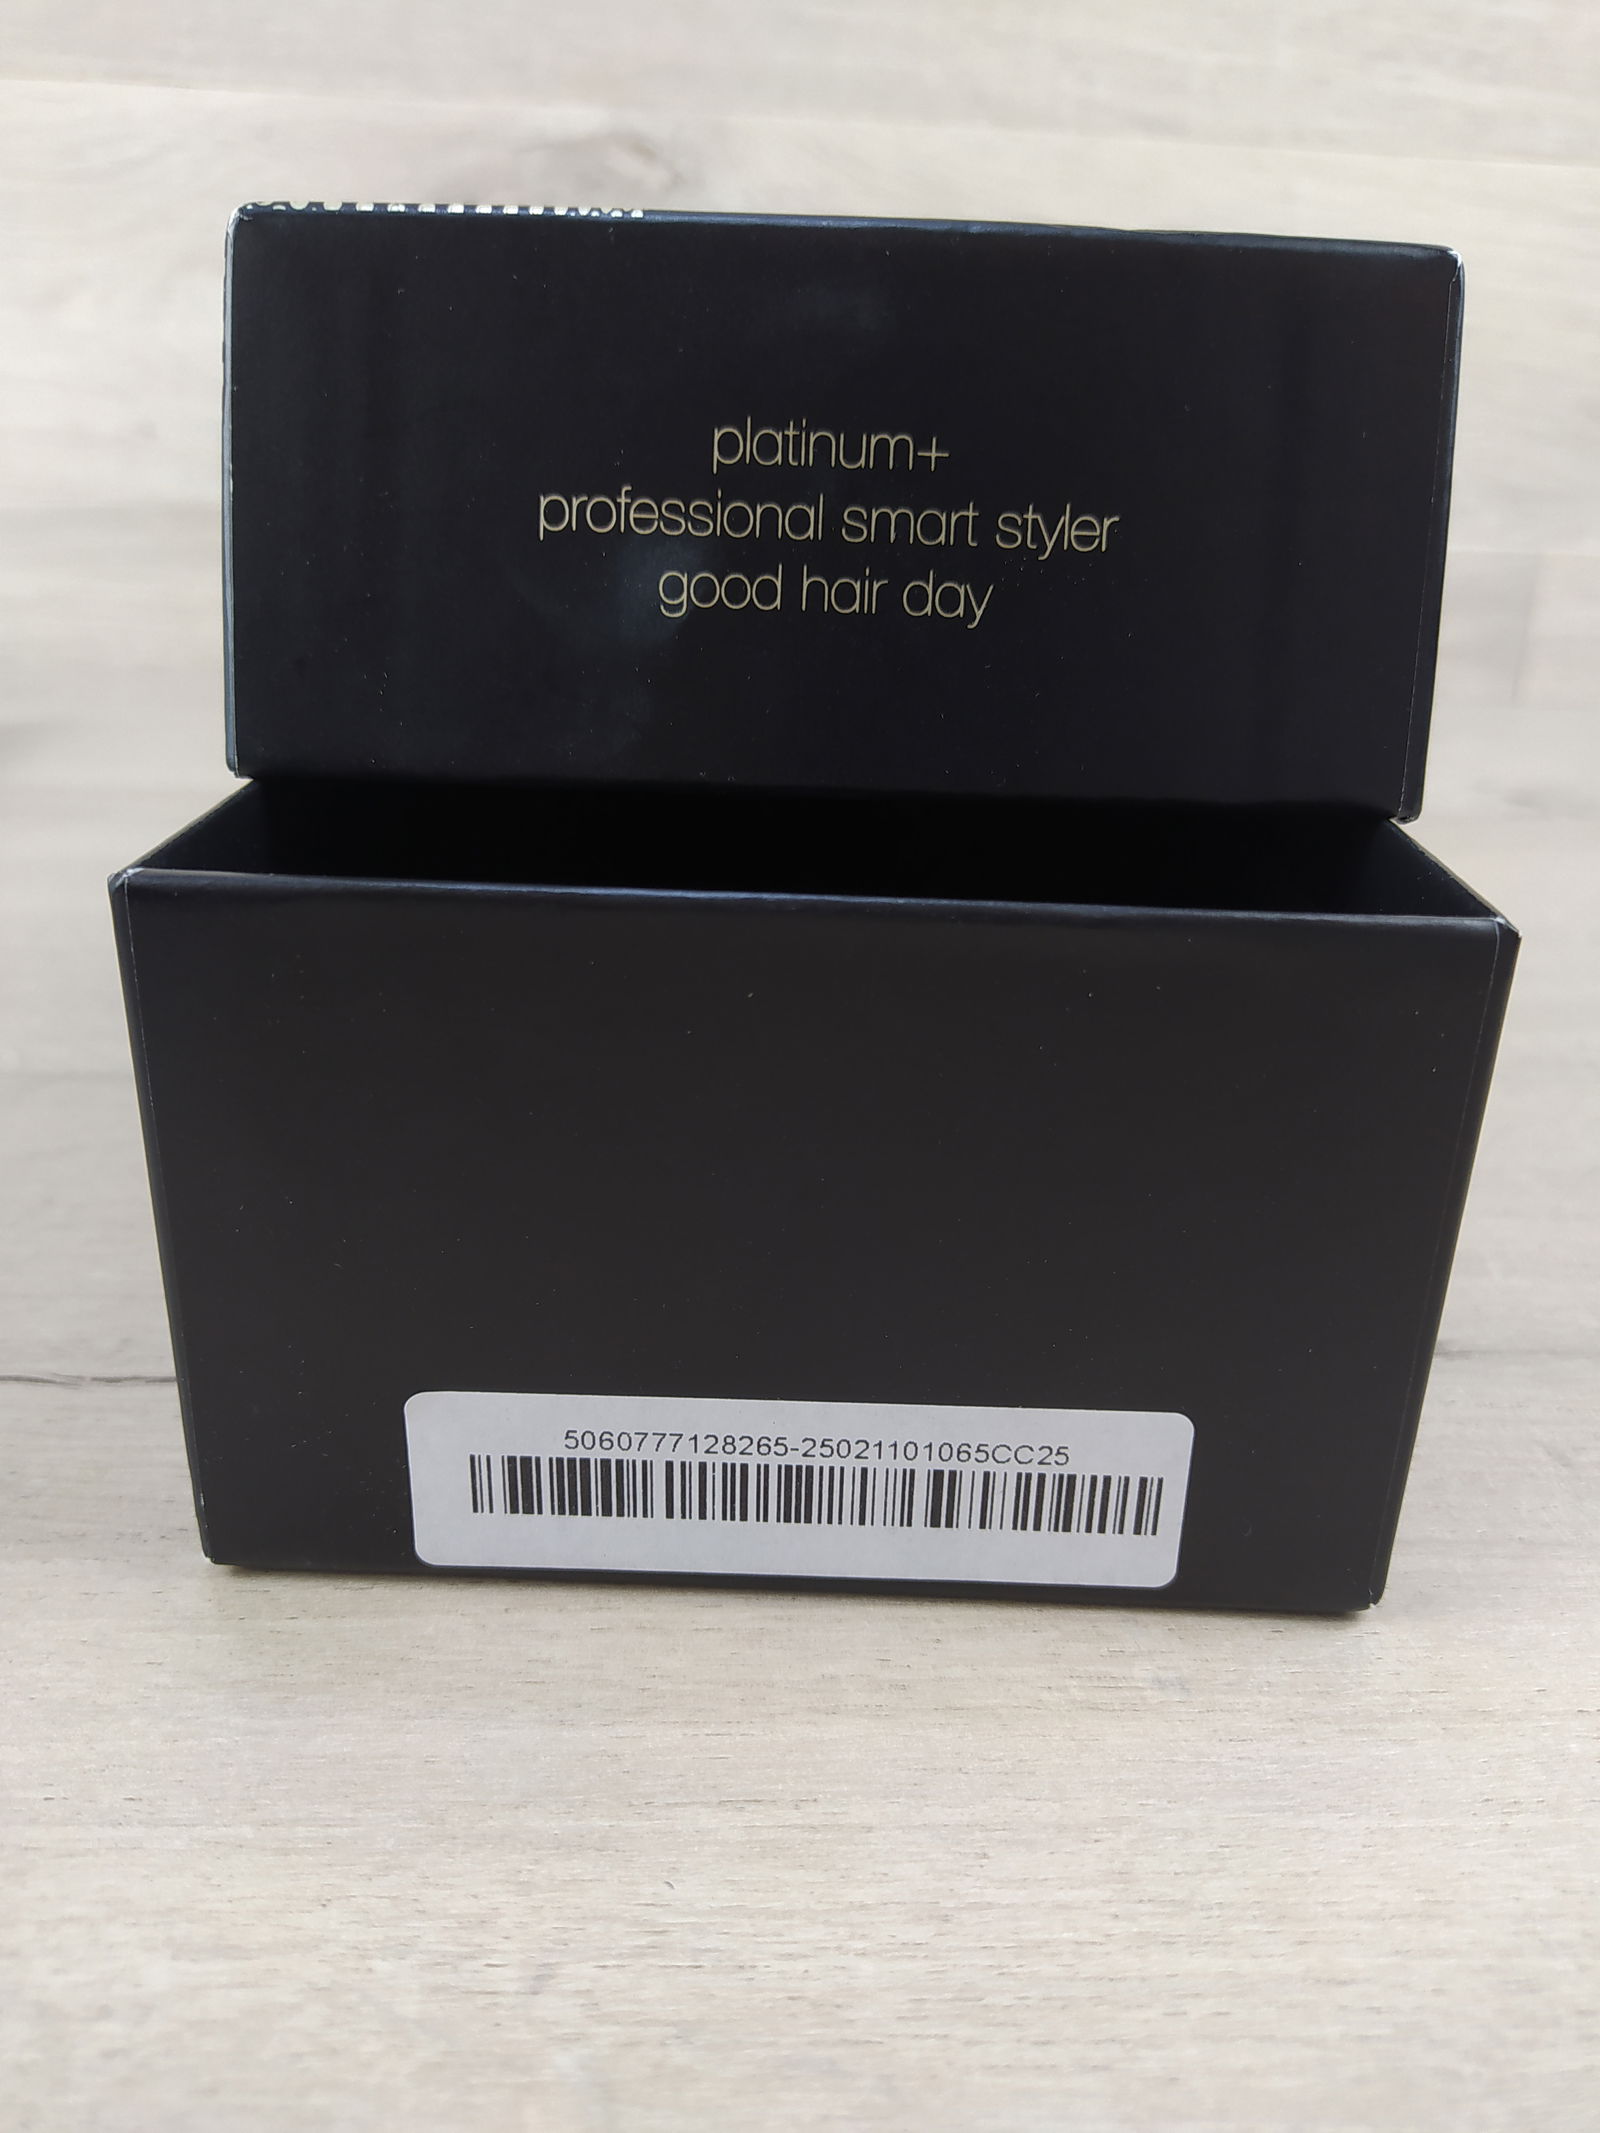 platinum+
professional smart styler
good hair day
5060777128265-25021101065CC25